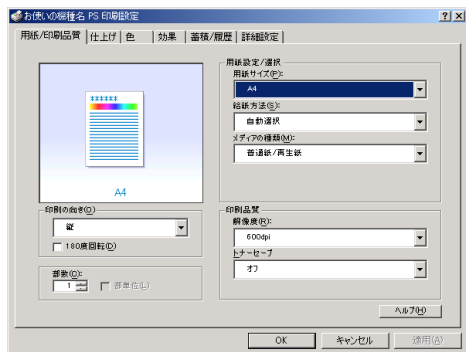 お使いの機種名 PS 印刷設定
用紙/印刷品質 仕上げ 色 効果 蓄積/履歴 詳細設定
******
A4
印刷の向き(O)
縦
180度回転(D)
部数(C):
1 部単位(L)
用紙設定/選択
用紙サイズ(P):
A4
給紙方法(S):
自動選択
メディアの種類(M):
普通紙/再生紙
印刷品質
解像度(R):
600dpi
トナーセーブ
オフ
ヘルプ(H)
OK キャンセル 適用(A)